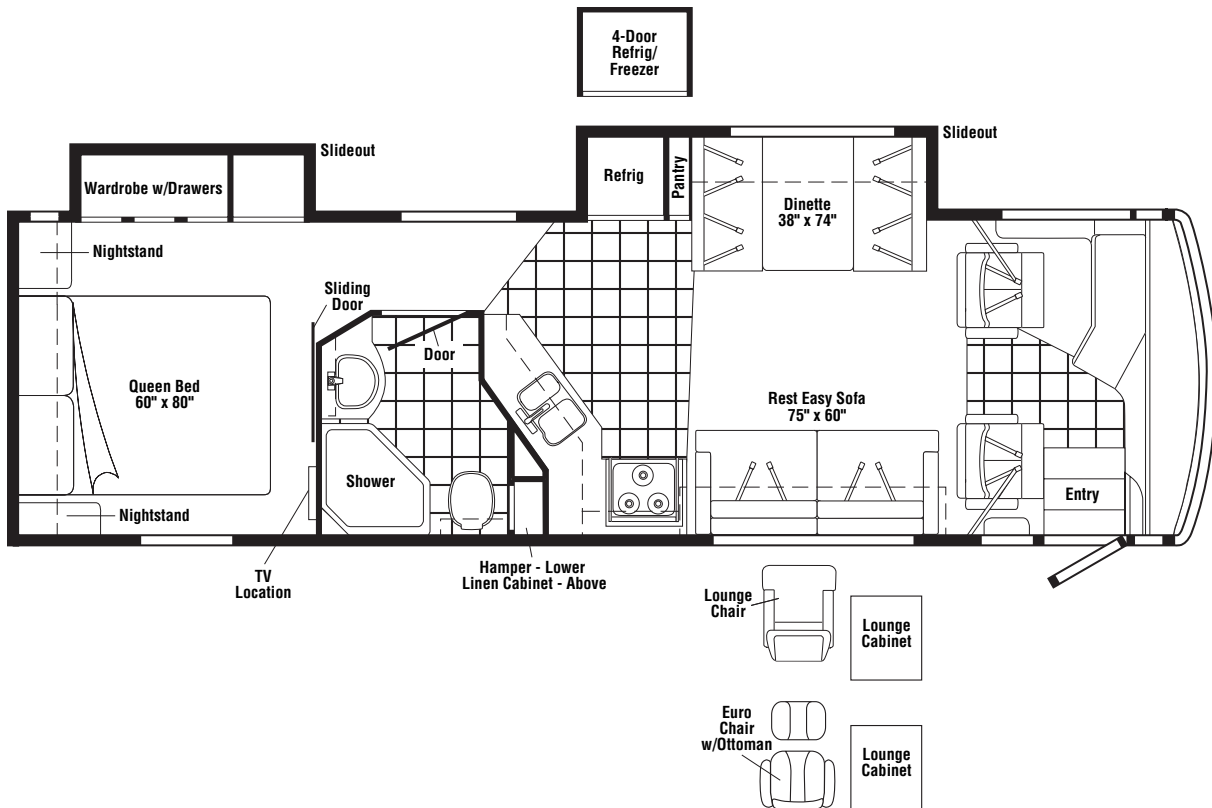 4-Door
Refrig/
Freezer
Slideout
Slideout
Wardrobe w/Drawers
Refrig
Pantry
Dinette
38" x 74"
Nightstand
Sliding
Door
Door
Queen Bed
60" x 80"
Rest Easy Sofa
75" x 60"
Shower
Entry
Nightstand
TV
Location
Hamper - Lower
Linen Cabinet - Above
Lounge
Chair
Lounge
Cabinet
Euro
Chair
w/Ottoman
Lounge
Cabinet